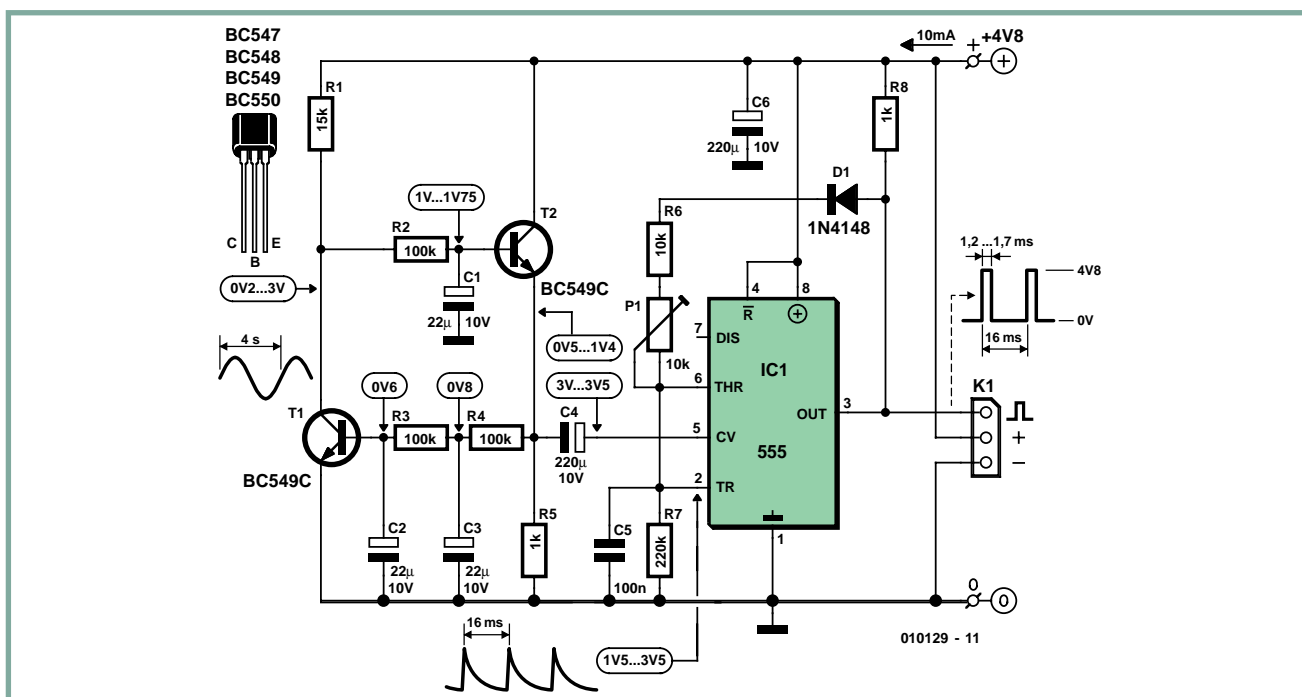 BC547
BC548
BC549
BC550
C
B
E
R1
15k
10mA
+
+4V8
+
C6
220µ
10V
R8
1k
D1
1N4148
1V...1V75
T2
R2
100k
C1
22µ
10V
BC549C
0V2...3V
4 s
0V5...1V4
R6
10k
P1
10k
4
R
8
+
7
DIS
IC1
6
THR
OUT
3
5
CV
555
2
TR
1
1,2 ...1,7 ms
4V8
0V
16 ms
K1
+
–
T1
BC549C
0V6
R3
100k
0V8
R4
100k
3V...3V5
C4
220µ
10V
C2
22µ
10V
C3
22µ
10V
R5
1k
C5
100n
R7
220k
0
0
010129 - 11
16 ms
1V5...3V5